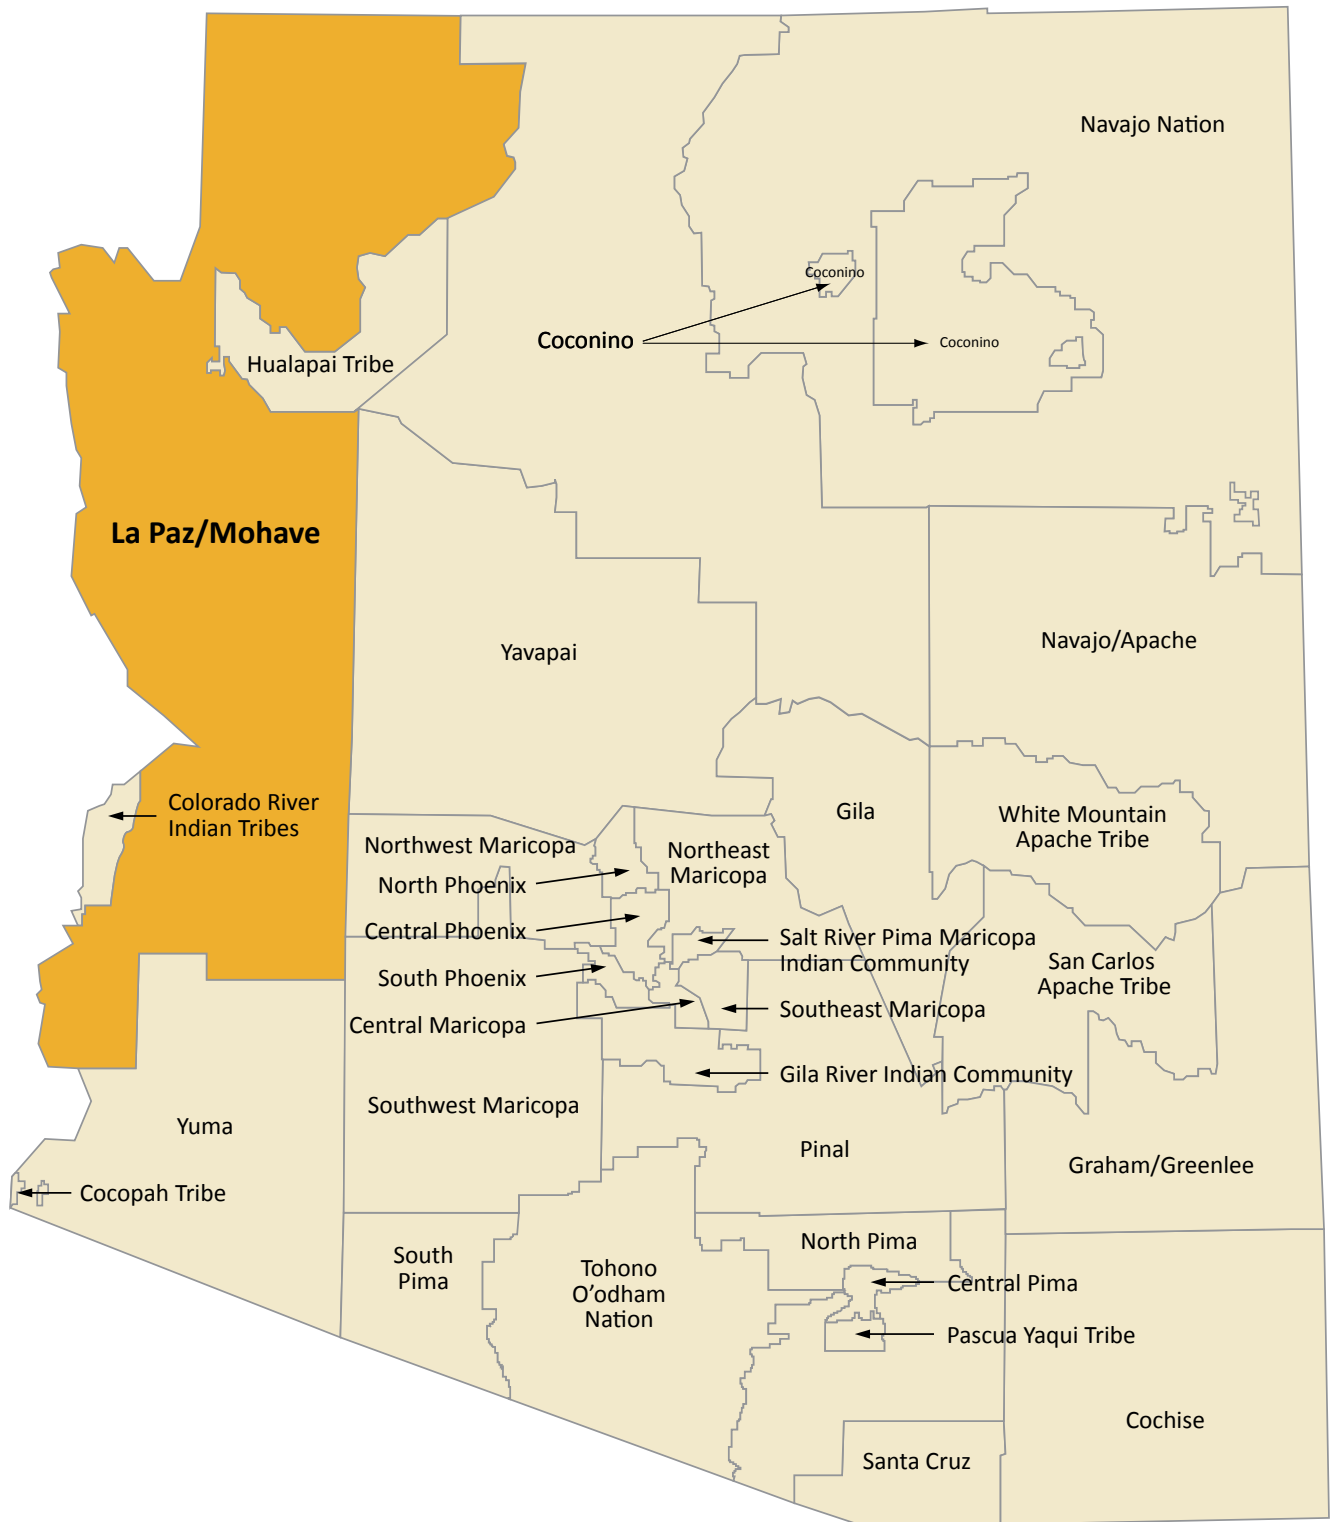 Navajo Nation
Coconino
Coconino
Coconino
Hualapai Tribe
La Paz/Mohave
Yavapai
Navajo/Apache
Colorado River
Indian Tribes
Gila
White Mountain
Apache Tribe
Northwest Maricopa
Northeast
Maricopa
North Phoenix
Central Phoenix
Salt River Pima Maricopa
Indian Community
San Carlos
Apache Tribe
South Phoenix
Southeast Maricopa
Central Maricopa
Gila River Indian Community
Southwest Maricopa
Yuma
Pinal
Graham/Greenlee
Cocopah Tribe
South
Pima
North Pima
Tohono
O’odham
Nation
Central Pima
Pascua Yaqui Tribe
Cochise
Santa Cruz